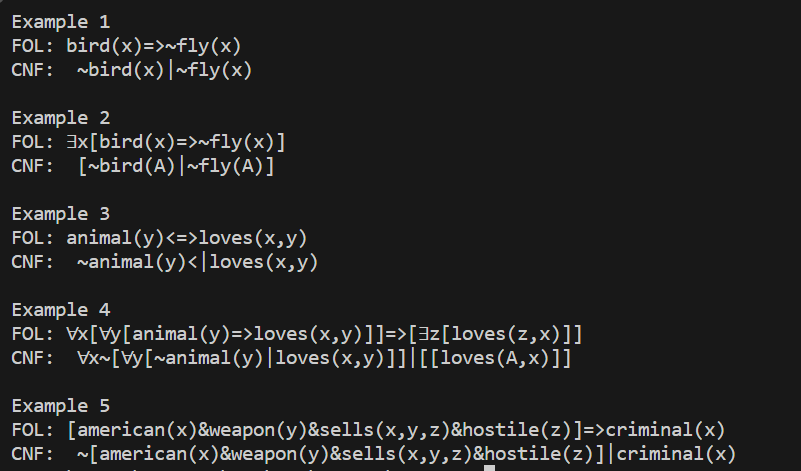 Example 1
FOL: bird(x)=>~fly(x)
CNF:  ~bird(x)|~fly(x)

Example 2
FOL: ∃x[bird(x)=>~fly(x)]
CNF:  [~bird(A)|~fly(A)]

Example 3
FOL: animal(y)<=>loves(x,y)
CNF:  ~animal(y)<|loves(x,y)

Example 4
FOL: ∀x[∀y[animal(y)=>loves(x,y)]]=>[∃z[loves(z,x)]]
CNF:  ∀x~[∀y[~animal(y)|loves(x,y)]]|[[loves(A,x)]]

Example 5
FOL: [american(x)&weapon(y)&sells(x,y,z)&hostile(z)]=>criminal(x)
CNF:  ~[american(x)&weapon(y)&sells(x,y,z)&hostile(z)]|criminal(x)